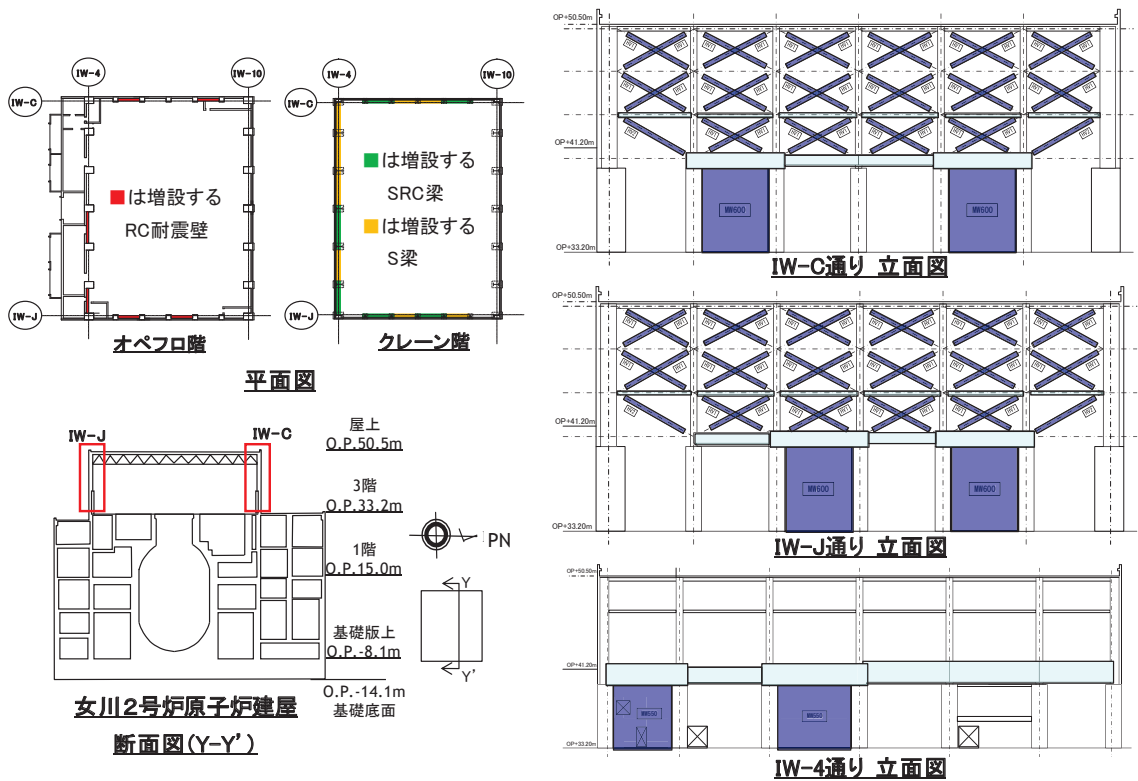 IW-4
IW-10
IW-C
IW-J
■は増設する
RC耐震壁
オペフロ階
IW-4
IW-10
IW-C
IW-J
■は増設する
SRC梁
■は増設する
S梁
クレーン階
平面図
IW-J
IW-C
屋上
O.P.50.5m
3階
O.P.33.2m
1階
O.P.15.0m
基礎版上
O.P.-8.1m
O.P.-14.1m
基礎底面
PN
Y
Y'
女川2号炉原子炉建屋
断面図(Y-Y')
OP+50.50m
OP+41.20m
OP+33.20m
MW600
MW600
IW-C通り 立面図
OP+50.50m
OP+41.20m
OP+33.20m
MW600
MW600
IW-J通り 立面図
OP+50.50m
OP+41.20m
OP+33.20m
IW-4通り 立面図